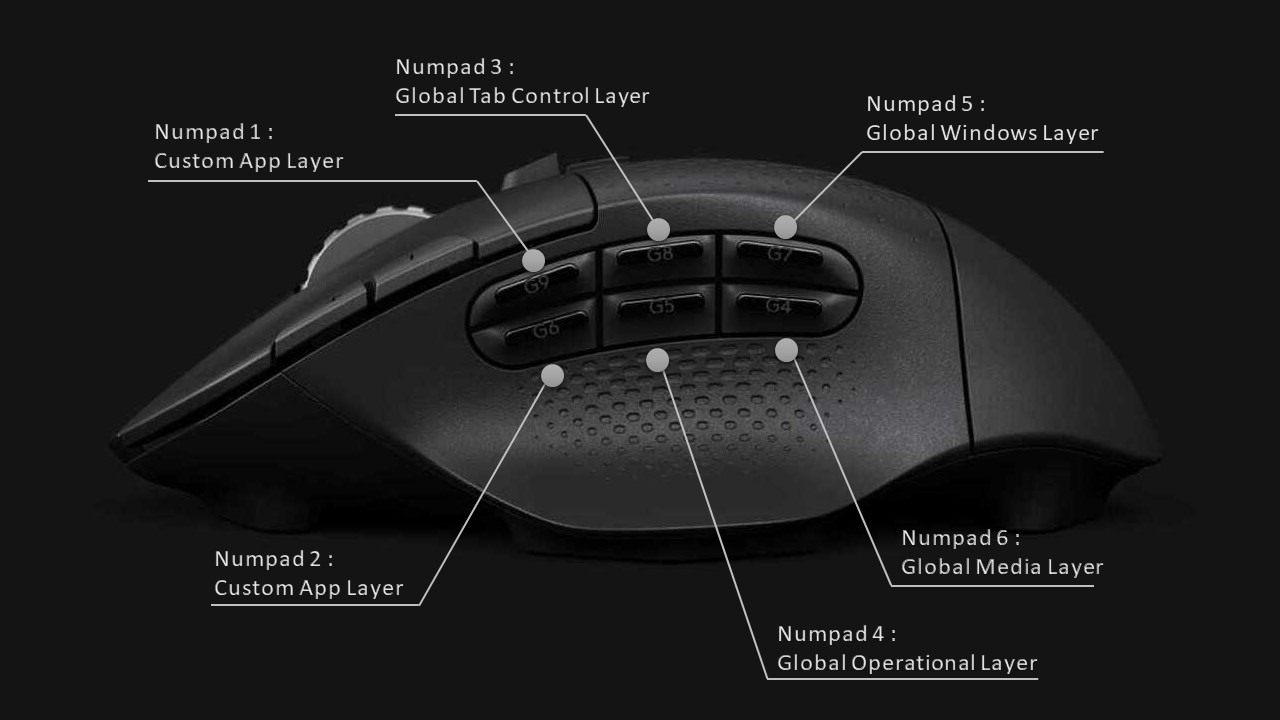 Numpad 3 :
Global Tab Control Layer
Numpad 5 :
Global Windows Layer
Numpad 1 :
Custom App Layer
G9
G8
G7
G6
G5
G4
Numpad 2 :
Custom App Layer
Numpad 6 :
Global Media Layer
Numpad 4 :
Global Operational Layer